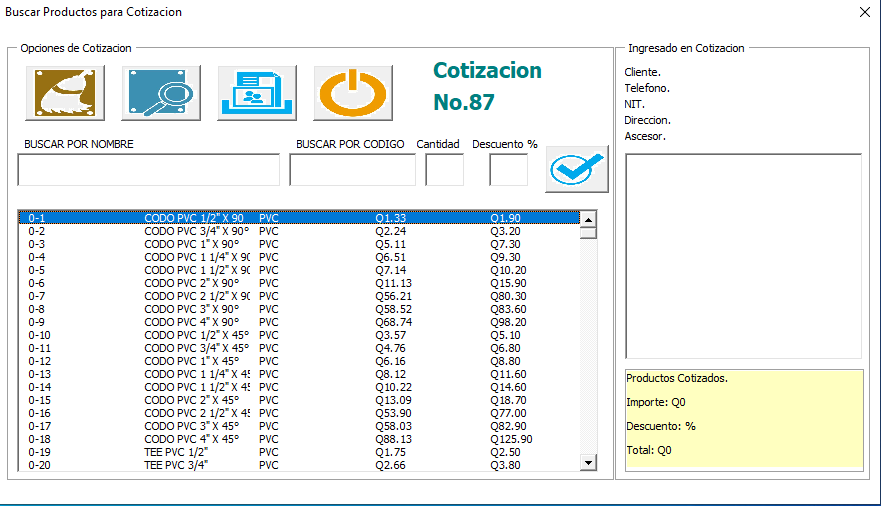 Buscar Productos para Cotizacion
Opciones de Cotizacion
Cotizacion
No.87
BUSCAR POR NOMBRE BUSCAR POR CODIGO Cantidad Descuento %
0-1 CODO PVC 1/2" X 90 PVC Q1.33 Q1.90
0-2 CODO PVC 3/4" X 90º PVC Q2.24 Q3.20
0-3 CODO PVC 1" X 90º PVC Q5.11 Q7.30
0-4 CODO PVC 1 1/4" X 90 PVC Q6.51 Q9.30
0-5 CODO PVC 1 1/2" X 90 PVC Q7.14 Q10.20
0-6 CODO PVC 2" X 90º PVC Q11.13 Q15.90
0-7 CODO PVC 2 1/2" X 90 PVC Q56.21 Q80.30
0-8 CODO PVC 3" X 90º PVC Q58.52 Q83.60
0-9 CODO PVC 4" X 90º PVC Q68.74 Q98.20
0-10 CODO PVC 1/2" X 45º PVC Q3.57 Q5.10
0-11 CODO PVC 3/4" X 45º PVC Q4.76 Q6.80
0-12 CODO PVC 1" X 45º PVC Q6.16 Q8.80
0-13 CODO PVC 1 1/4" X 45 PVC Q8.12 Q11.60
0-14 CODO PVC 1 1/2" X 45 PVC Q10.22 Q14.60
0-15 CODO PVC 2" X 45º PVC Q13.09 Q18.70
0-16 CODO PVC 2 1/2" X 45 PVC Q53.90 Q77.00
0-17 CODO PVC 3" X 45º PVC Q58.03 Q82.90
0-18 CODO PVC 4" X 45º PVC Q88.13 Q125.90
0-19 TEE PVC 1/2" PVC Q1.75 Q2.50
0-20 TEE PVC 3/4" PVC Q2.66 Q3.80
Ingresado en Cotizacion
Cliente.
Telefono.
NIT.
Direccion.
Ascesor.
Productos Cotizados.
Importe: Q0
Descuento: %
Total: Q0